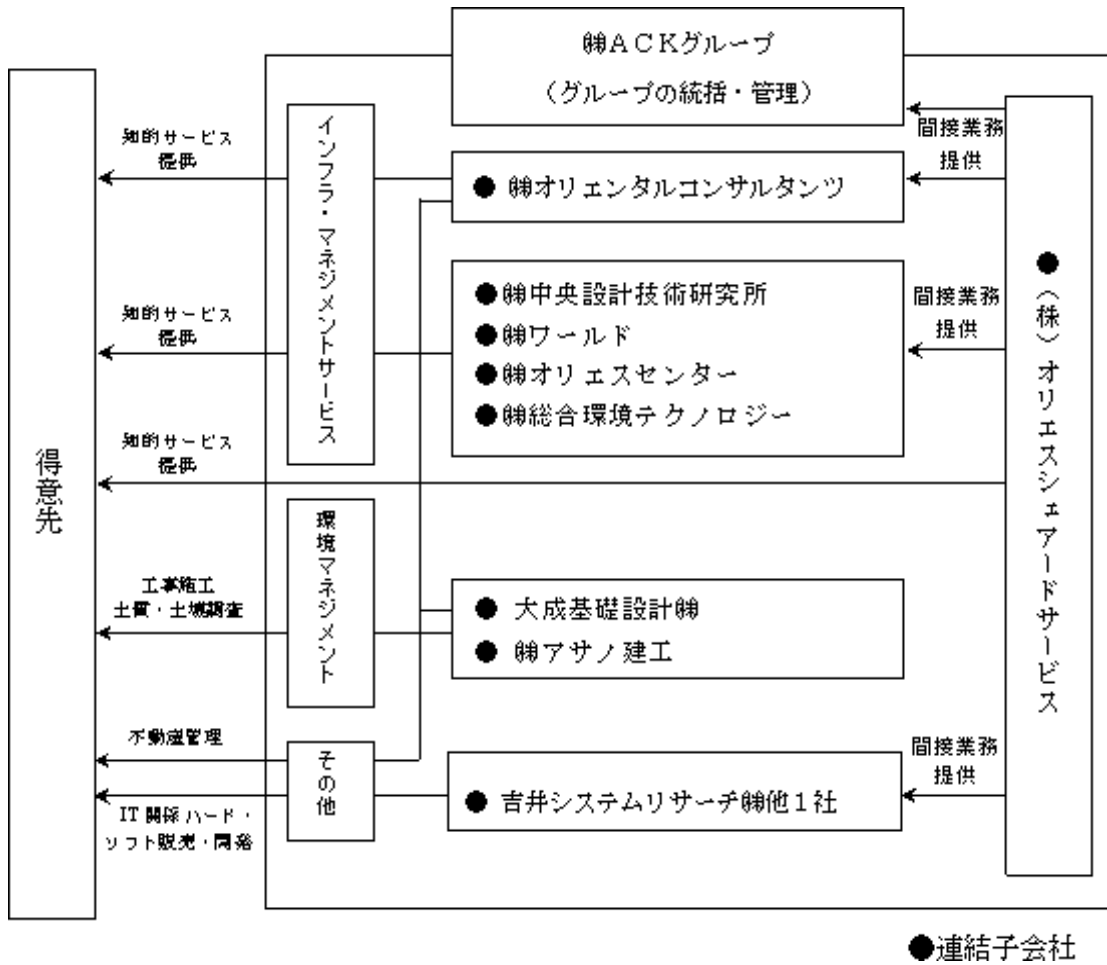 ㈱ＡＣＫグループ
（グループの統括・管理）
得意先
インフラ・マネジメントサービス
環境マネジメント
その他
知的サービス
提供
知的サービス
提供
知的サービス
提供
工事施工
土質・土壌調査
不動産管理
IT関係ハード・
ソフト販売・開発
● ㈱オリエンタルコンサルタンツ
●㈱中央設計技術研究所
●㈱ワールド
●㈱オリエスセンター
●㈱総合環境テクノロジー
● 大成基礎設計㈱
● ㈱アサノ建工
● 吉井システムリサーチ㈱他１社
間接業務
提供
間接業務
提供
間接業務
提供
●（株）オリエスシェアードサービス
●連結子会社